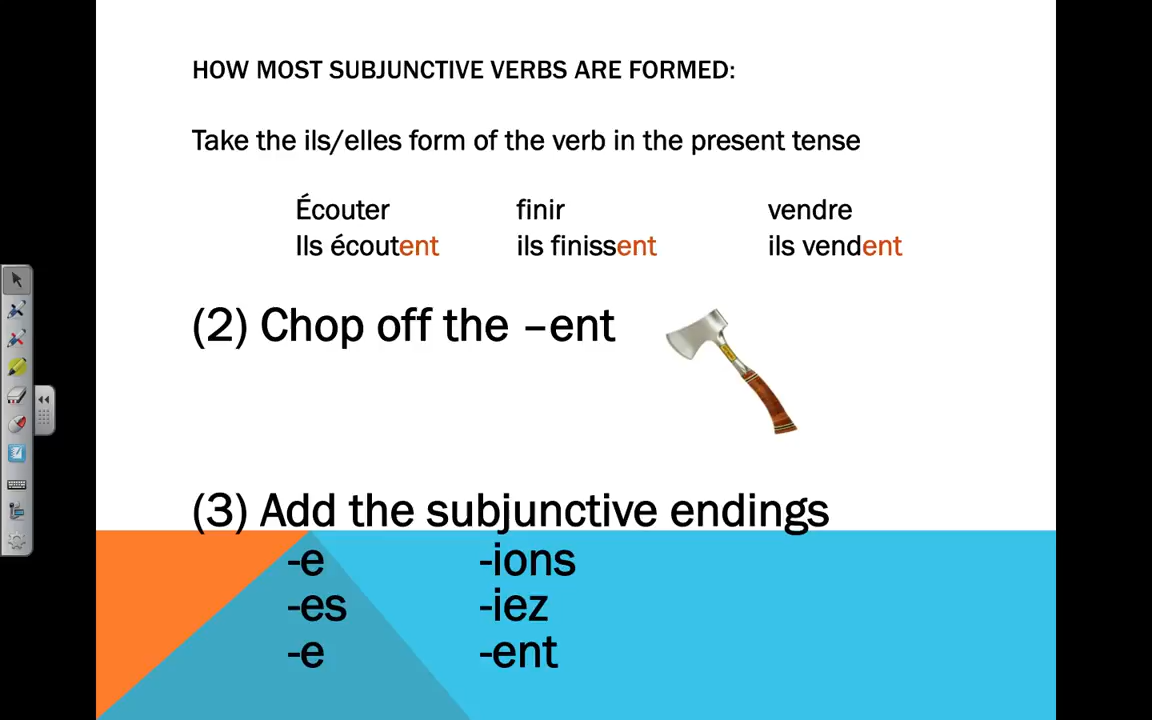 HOW MOST SUBJUNCTIVE VERBS ARE FORMED:
Take the ils/elles form of the verb in the present tense
Écouter finir vendre
Ils écoutent ils finissent ils vendent
(2) Chop off the –ent
(3) Add the subjunctive endings
-e -ions
-es -iez
-e -ent